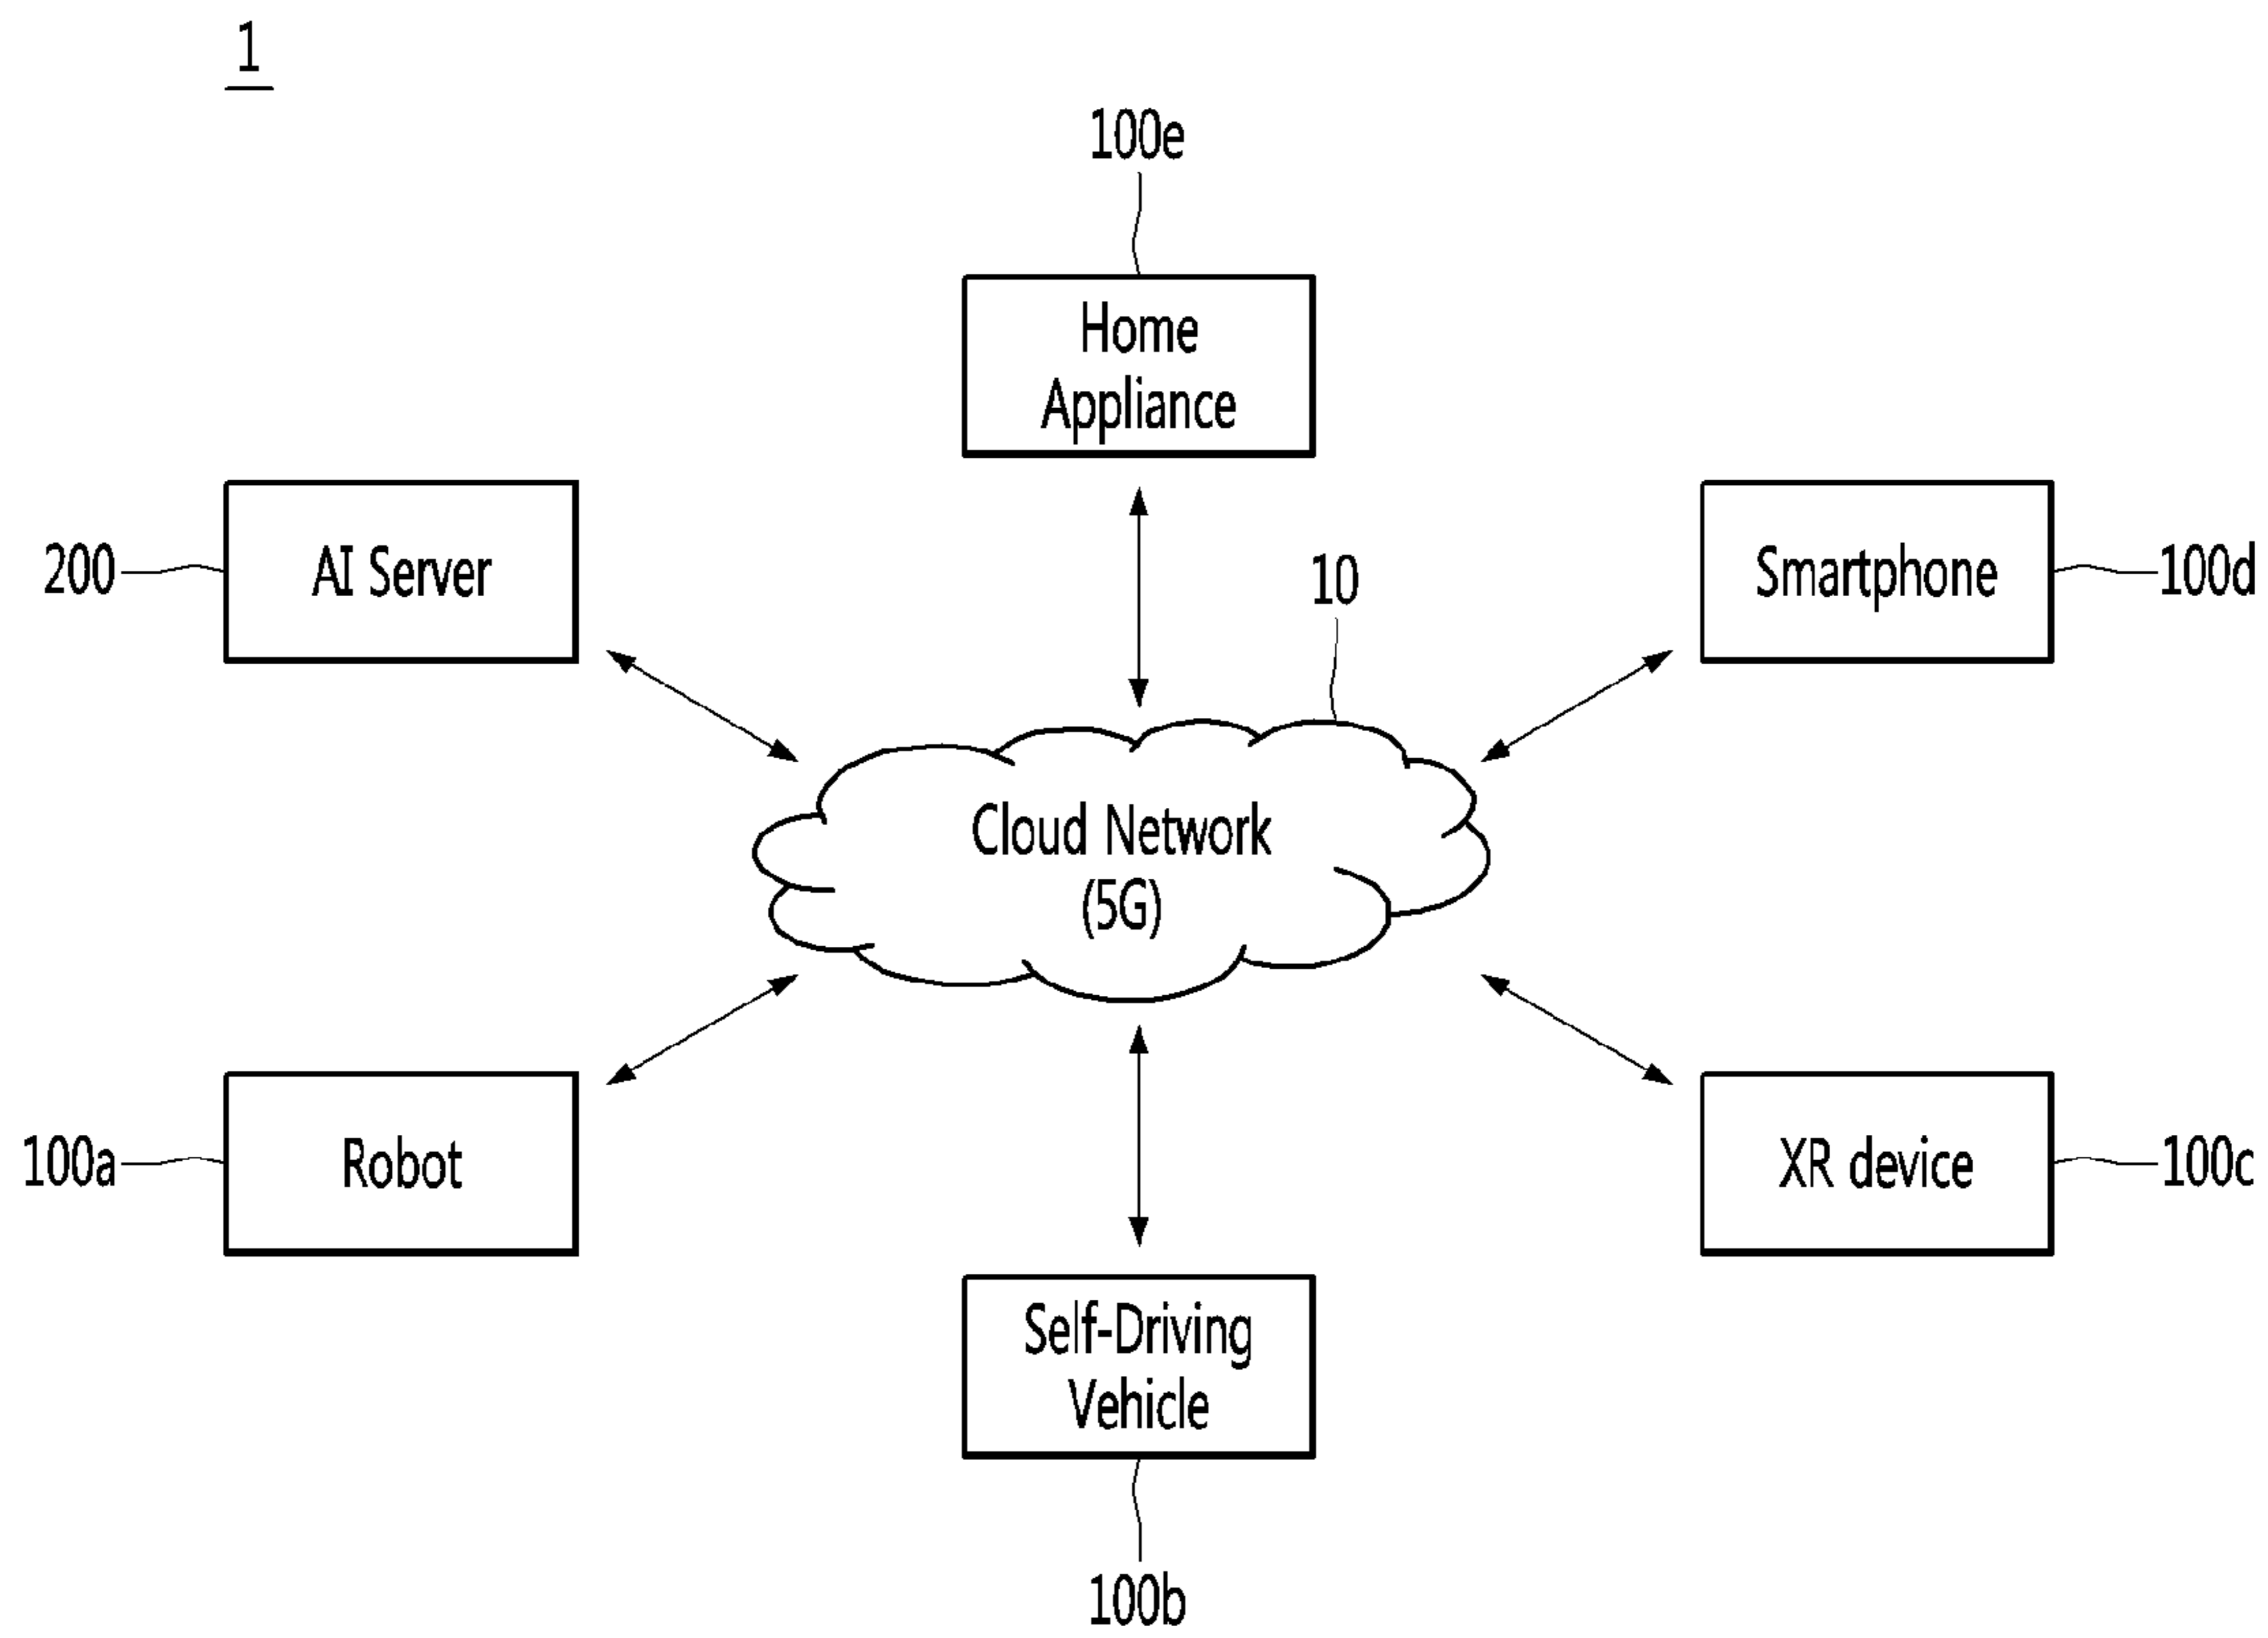 1
100e
Home
Appliance
200
AI Server
10
Smartphone
100d
Cloud Network
(5G)
100a
Robot
XR device
100c
Self-Driving
Vehicle
100b